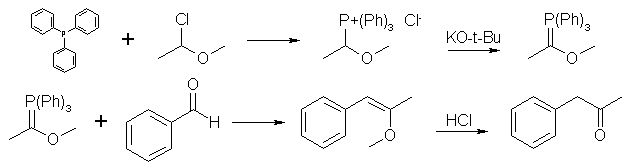 P + Cl O P+(Ph)3 Cl- O KO-t-Bu P(Ph)3 O
P(Ph)3 O + O H O HCl O